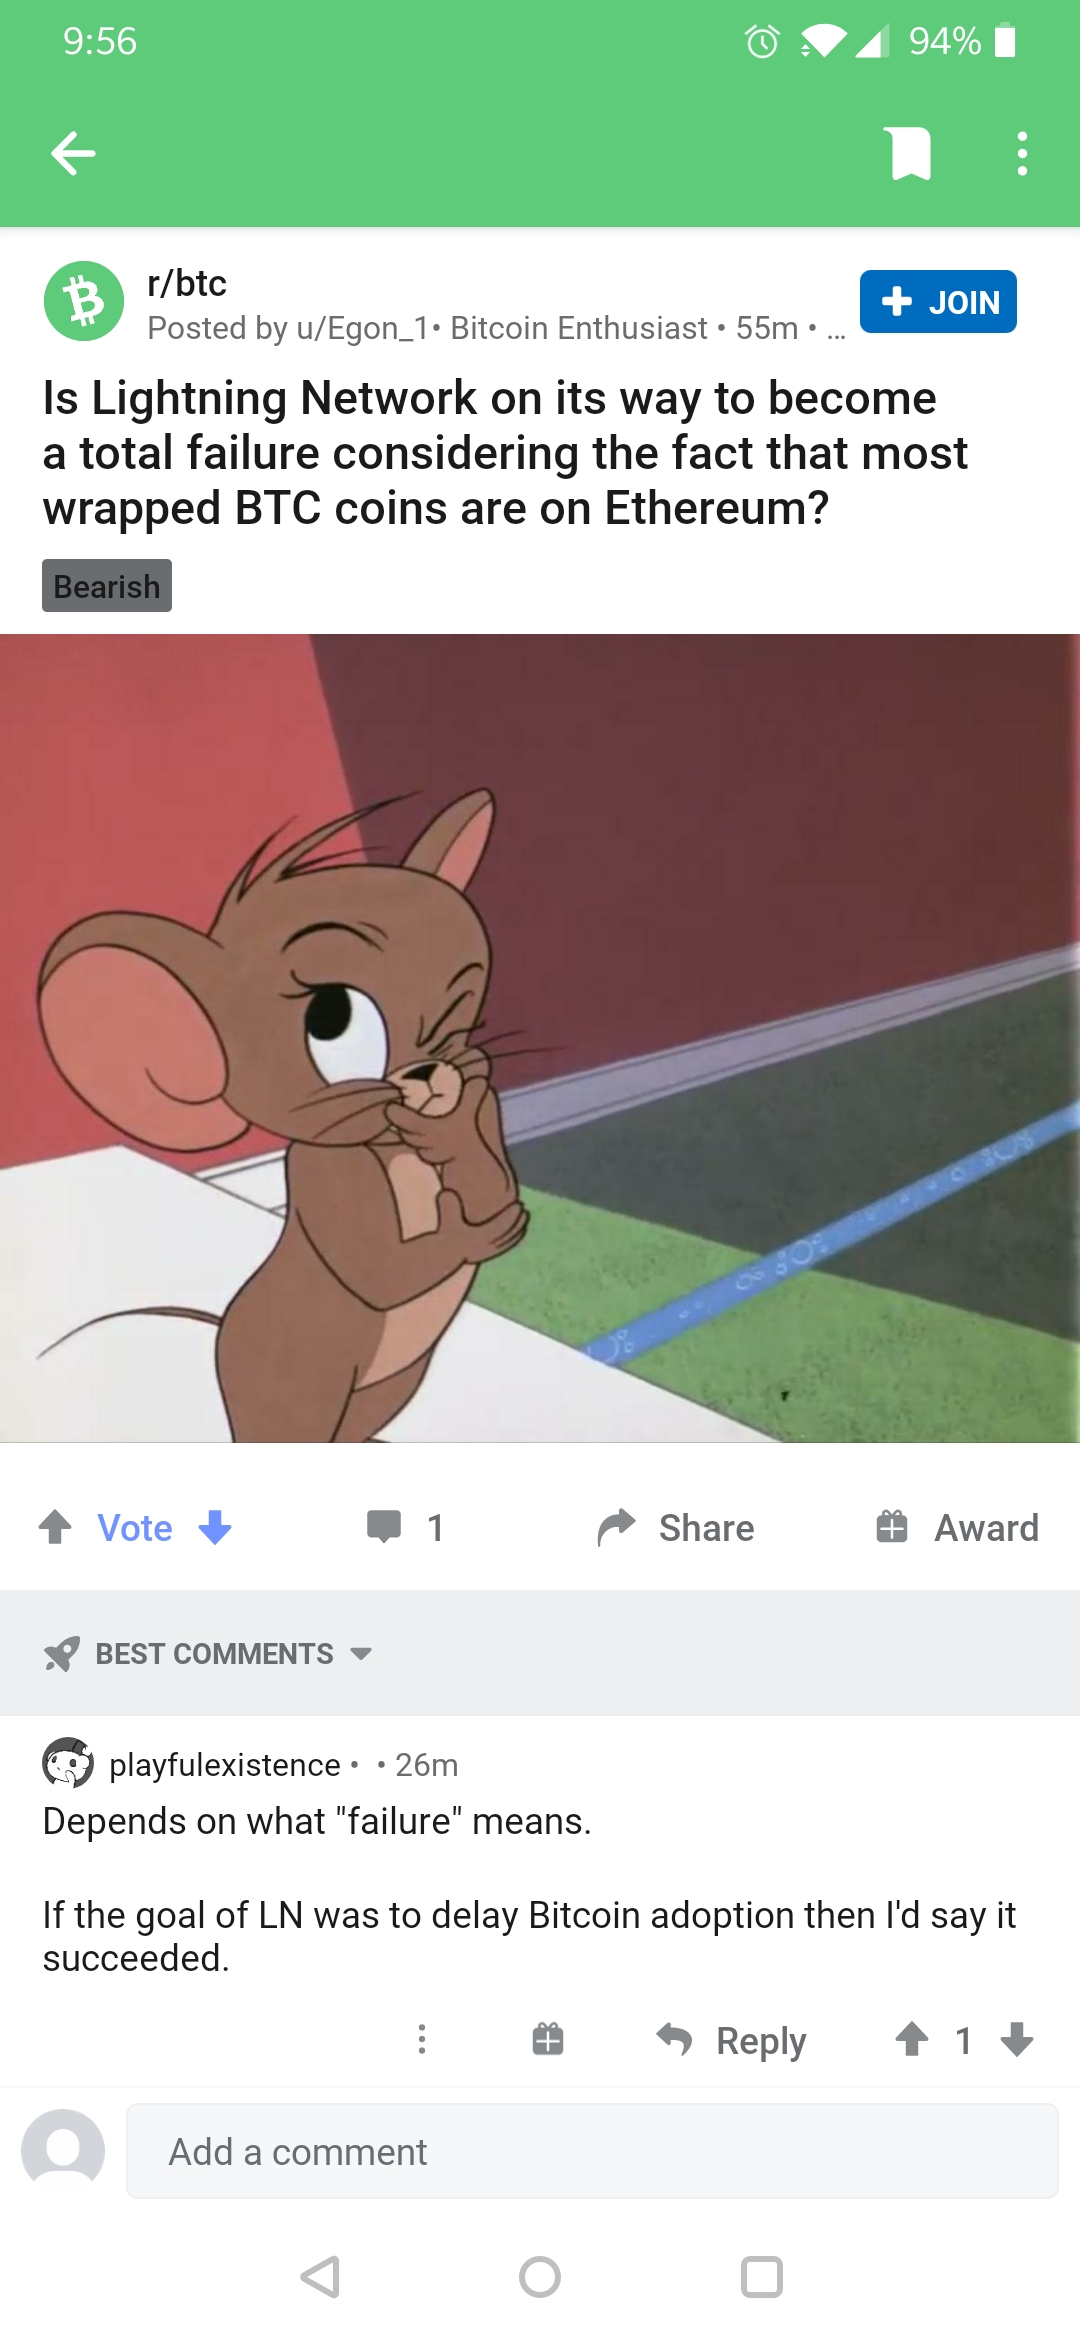 9:56
94%
r/btc
Posted by u/Egon_1• Bitcoin Enthusiast • 55m • ...
+ JOIN
Is Lightning Network on its way to become
a total failure considering the fact that most
wrapped BTC coins are on Ethereum?
Bearish
Vote
1
Share
Award
BEST COMMENTS
playfulexistence • • 26m
Depends on what "failure" means.
If the goal of LN was to delay Bitcoin adoption then I'd say it
succeeded.
Reply
1
Add a comment